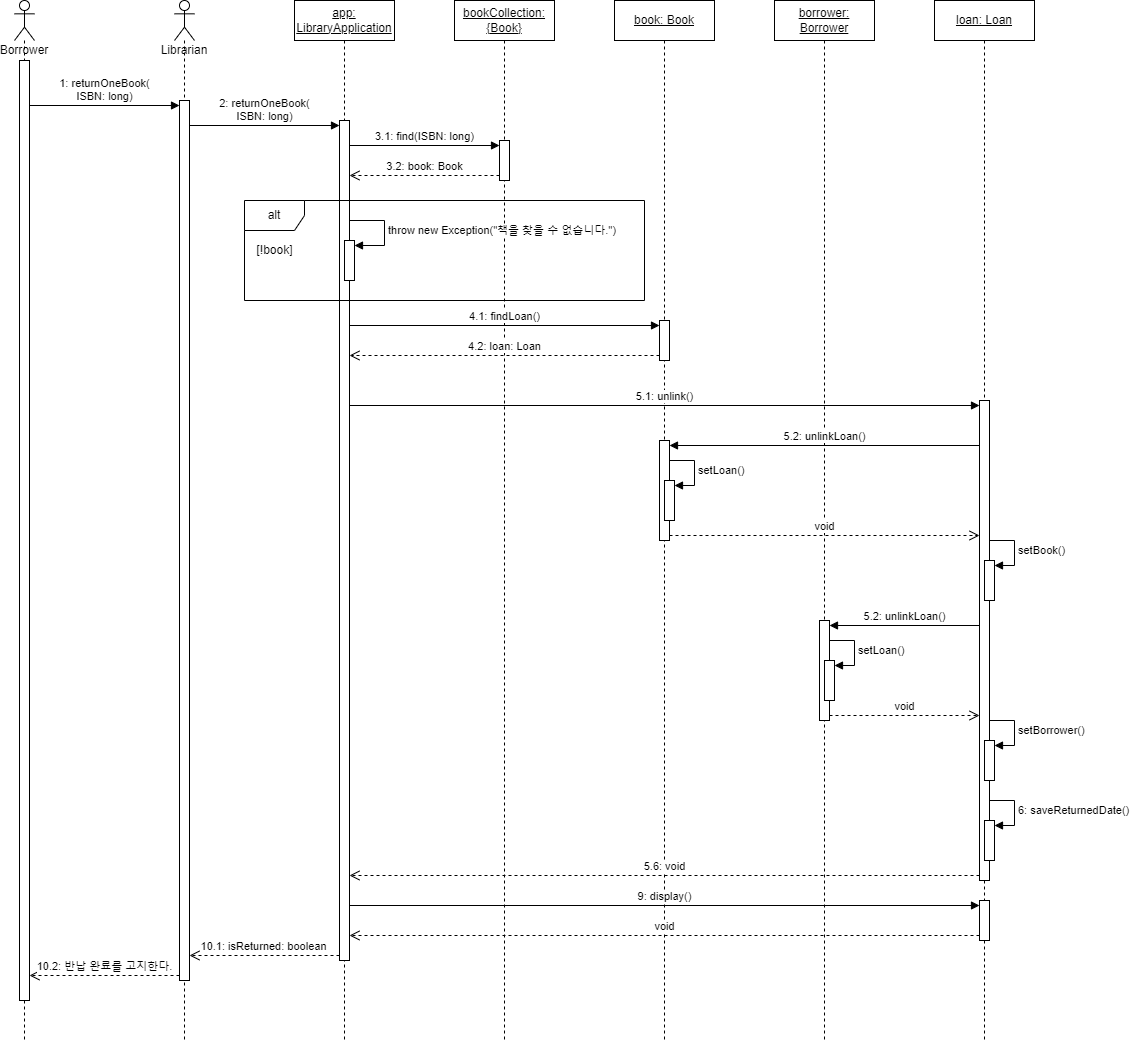 Borrower
Librarian
app:
LibraryApplication
bookCollection:
{Book}
book: Book
borrower:
Borrower
loan: Loan
1: returnOneBook(
ISBN: long)
2: returnOneBook(
ISBN: long)
3.1: find(ISBN: long)
3.2: book: Book
alt
[!book]
throw new Exception("책을 찾을 수 없습니다.")
4.1: findLoan()
4.2: loan: Loan
5.1: unlink()
5.2: unlinkLoan()
setLoan()
void
setBook()
5.2: unlinkLoan()
setLoan()
void
setBorrower()
6: saveReturnedDate()
5.6: void
9: display()
void
10.1: isReturned: boolean
10.2: 반납 완료를 고지한다.